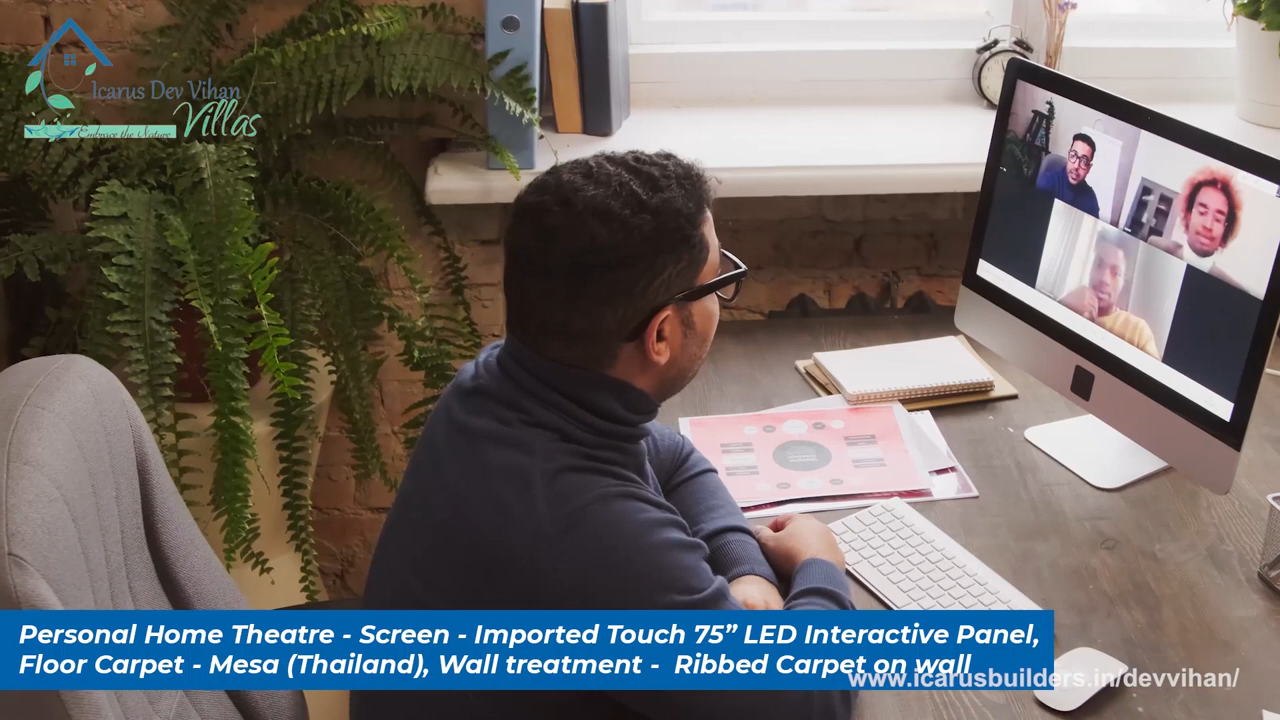 Icarus Dev Vihan
Villas
Embrace the Nature
Personal Home Theatre - Screen - Imported Touch 75” LED Interactive Panel,
Floor Carpet - Mesa (Thailand), Wall treatment -  Ribbed Carpet on wall
www.icarusbuilders.in/devvihan/